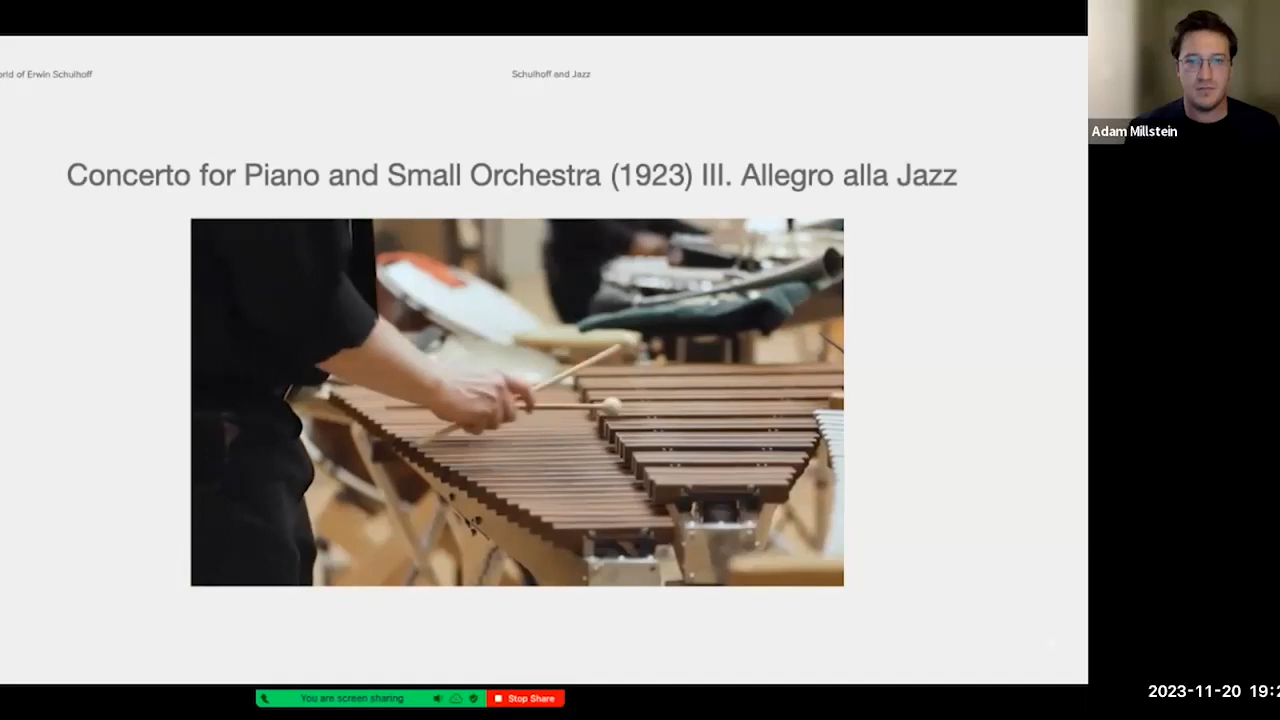 orld of Erwin Schulhoff
Schulhoff and Jazz
Adam Millstein
Concerto for Piano and Small Orchestra (1923) III. Allegro alla Jazz
You are screen sharing
Stop Share
2023-11-20 19:2